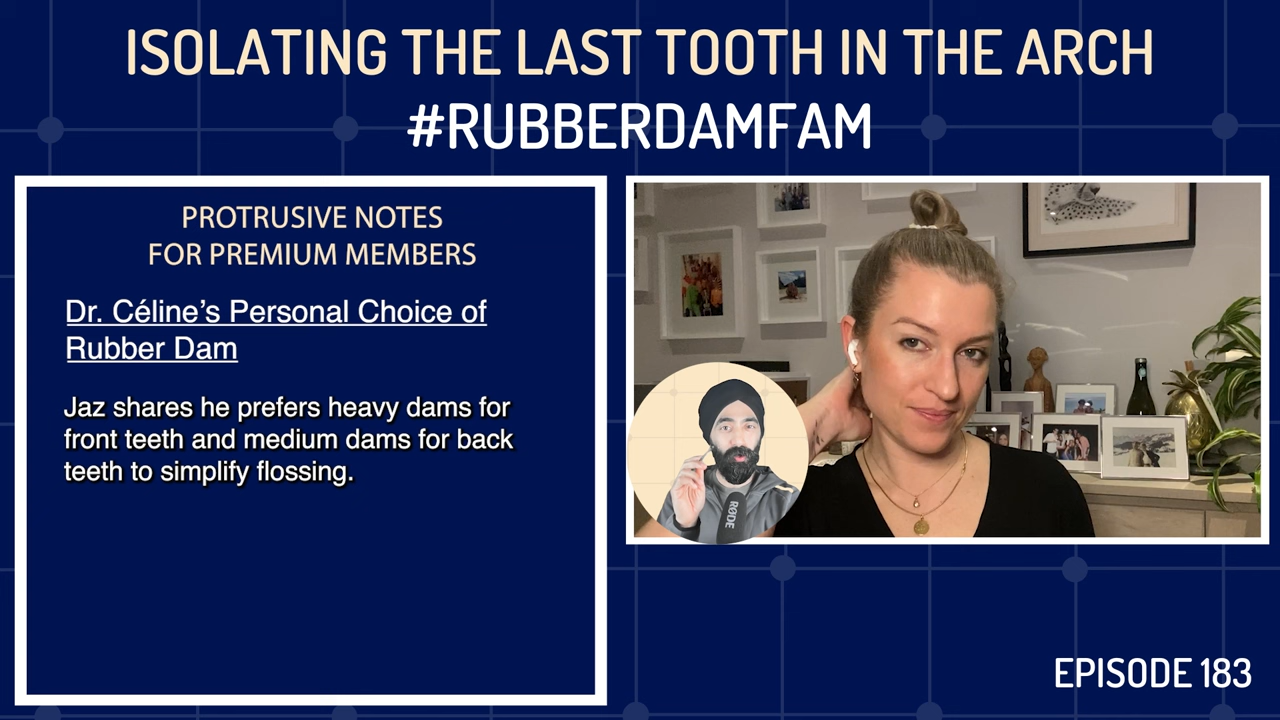 ISOLATING THE LAST TOOTH IN THE ARCH
#RUBBERDAMFAM
PROTRUSIVE NOTES
FOR PREMIUM MEMBERS
Dr. Céline’s Personal Choice of
Rubber Dam
Jaz shares he prefers heavy dams for
front teeth and medium dams for back
teeth to simplify flossing.
RØDE
EPISODE 183